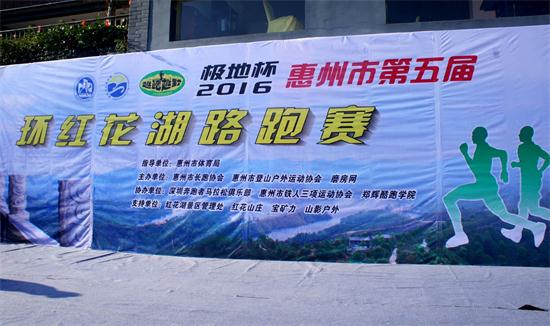 极地杯
2016
惠州市第五届
环红花湖路跑赛
指导单位:惠州市体育局
主办单位:惠州市长跑协会 惠州市登山户外运动协会 磨房网
协办单位:深圳奔跑者马拉松俱乐部 惠州市铁人三项运动协会 郑辉酷跑学院
支持单位:红花湖景区管理处 红花山庄 宝矿力 山影户外